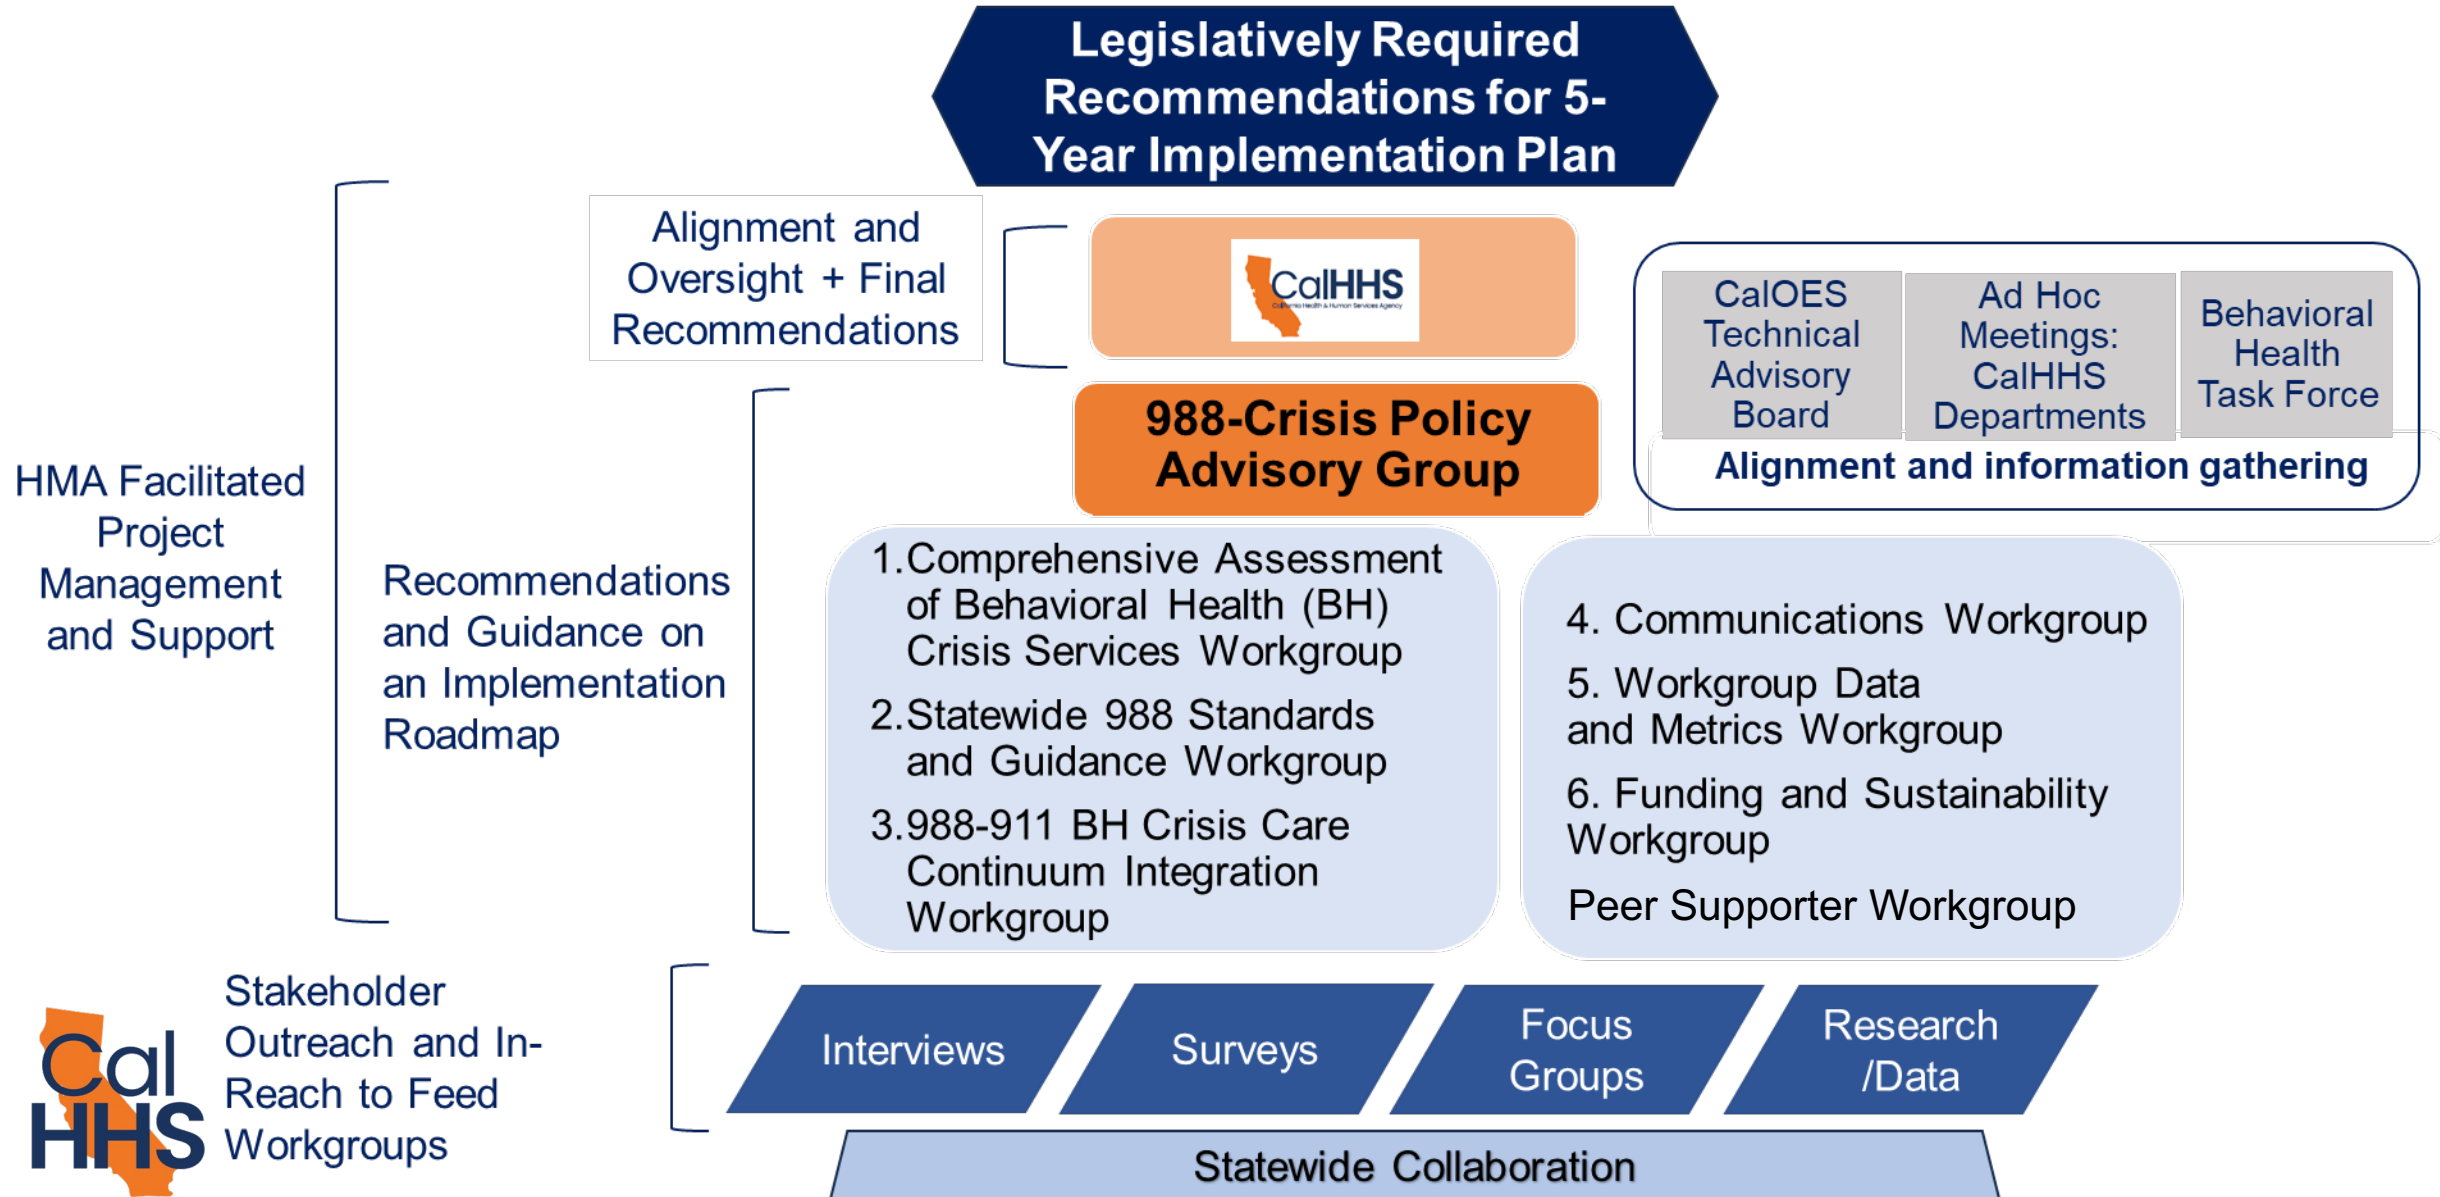 Legislatively Required
Recommendations for 5-
Year Implementation Plan
Alignment and
Oversight + Final
Recommendations
CalHHS
California Health & Human Services Agency
CalOES
Technical
Advisory
Board
Ad Hoc
Meetings:
CalHHS
Departments
Behavioral
Health
Task Force
Alignment and information gathering
988-Crisis Policy
Advisory Group
HMA Facilitated
Project
Management
and Support
Recommendations
and Guidance on
an Implementation
Roadmap
1.Comprehensive Assessment
of Behavioral Health (BH)
Crisis Services Workgroup
2.Statewide 988 Standards
and Guidance Workgroup
3.988-911 BH Crisis Care
Continuum Integration
Workgroup
4. Communications Workgroup
5. Workgroup Data
and Metrics Workgroup
6. Funding and Sustainability
Workgroup
Peer Supporter Workgroup
Stakeholder
Outreach and In-
Reach to Feed
Workgroups
Interviews
Surveys
Focus
Groups
Research
/Data
Cal
HHS
Statewide Collaboration